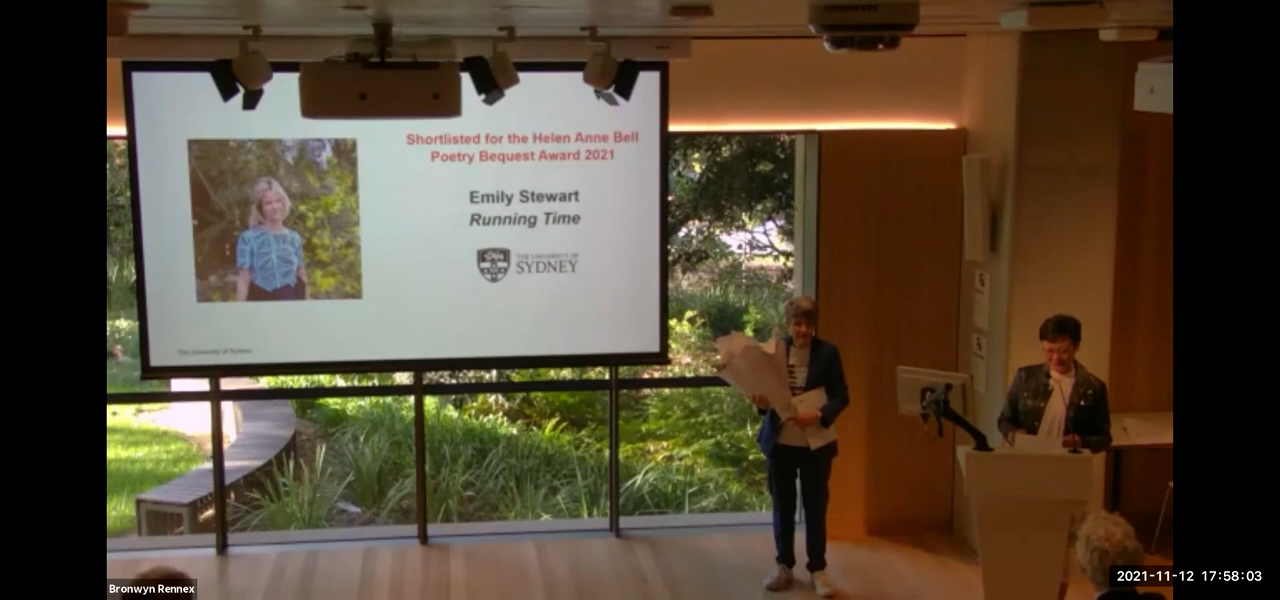 Shortlisted for the Helen Anne Bell
Poetry Bequest Award 2021
Emily Stewart
Running Time
THE UNIVERSITY OF
SYDNEY
The University of Sydney
Bronwyn Rennex
2021-11-12 17:58:03